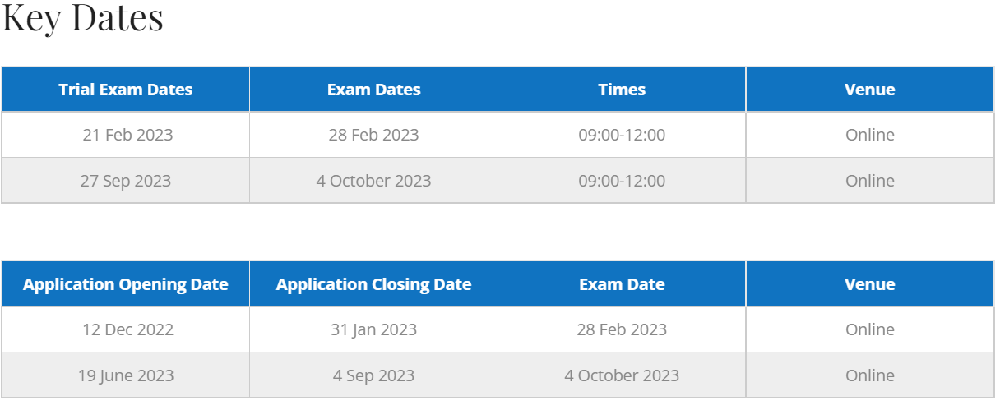 Key Dates
Trial Exam Dates Exam Dates Times Venue
21 Feb 2023 28 Feb 2023 09:00-12:00 Online
27 Sep 2023 4 October 2023 09:00-12:00 Online
Application Opening Date Application Closing Date Exam Date Venue
12 Dec 2022 31 Jan 2023 28 Feb 2023 Online
19 June 2023 4 Sep 2023 4 October 2023 Online